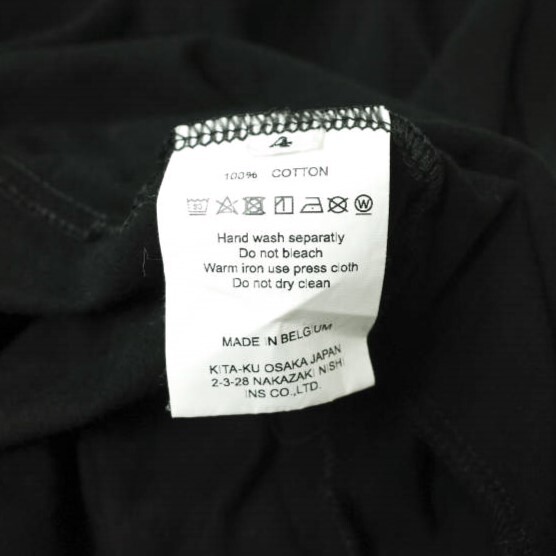 4
100% COTTON
Hand wash separatly
Do not bleach
Warm iron use press cloth
Do not dry clean
MADE IN BELGIUM
KITA-KU OSAKA JAPAN
2-3-28 NAKAZAKI NISHI
INS CO.,LTD.